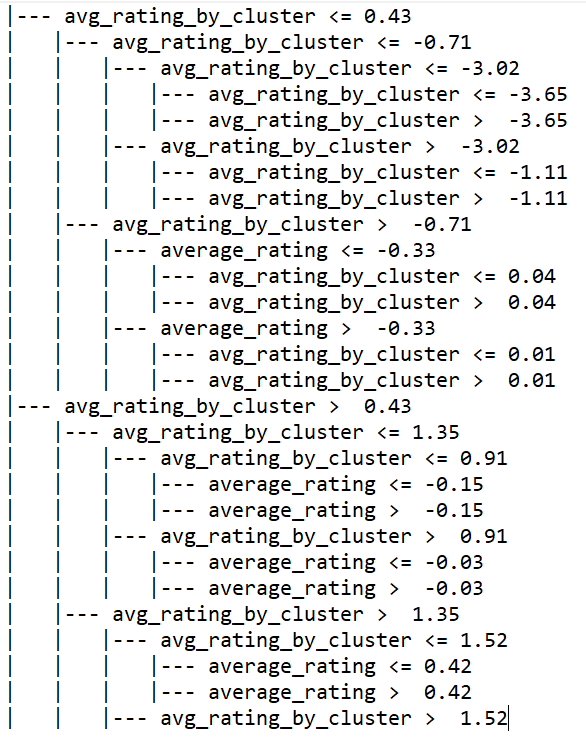 |--- avg_rating_by_cluster <= 0.43
|   |--- avg_rating_by_cluster <= -0.71
|   |   |--- avg_rating_by_cluster <= -3.02
|   |   |   |--- avg_rating_by_cluster <= -3.65
|   |   |   |--- avg_rating_by_cluster >  -3.65
|   |   |--- avg_rating_by_cluster >  -3.02
|   |   |   |--- avg_rating_by_cluster <= -1.11
|   |   |   |--- avg_rating_by_cluster >  -1.11
|   |--- avg_rating_by_cluster >  -0.71
|   |   |--- average_rating <= -0.33
|   |   |   |--- avg_rating_by_cluster <= 0.04
|   |   |   |--- avg_rating_by_cluster >  0.04
|   |   |--- average_rating >  -0.33
|   |   |   |--- avg_rating_by_cluster <= 0.01
|   |   |   |--- avg_rating_by_cluster >  0.01
|--- avg_rating_by_cluster >  0.43
|   |--- avg_rating_by_cluster <= 1.35
|   |   |--- avg_rating_by_cluster <= 0.91
|   |   |   |--- average_rating <= -0.15
|   |   |   |--- average_rating >  -0.15
|   |   |--- avg_rating_by_cluster >  0.91
|   |   |   |--- average_rating <= -0.03
|   |   |   |--- average_rating >  -0.03
|   |--- avg_rating_by_cluster >  1.35
|   |   |--- avg_rating_by_cluster <= 1.52
|   |   |   |--- average_rating <= 0.42
|   |   |   |--- average_rating >  0.42
|   |   |--- avg_rating_by_cluster >  1.52